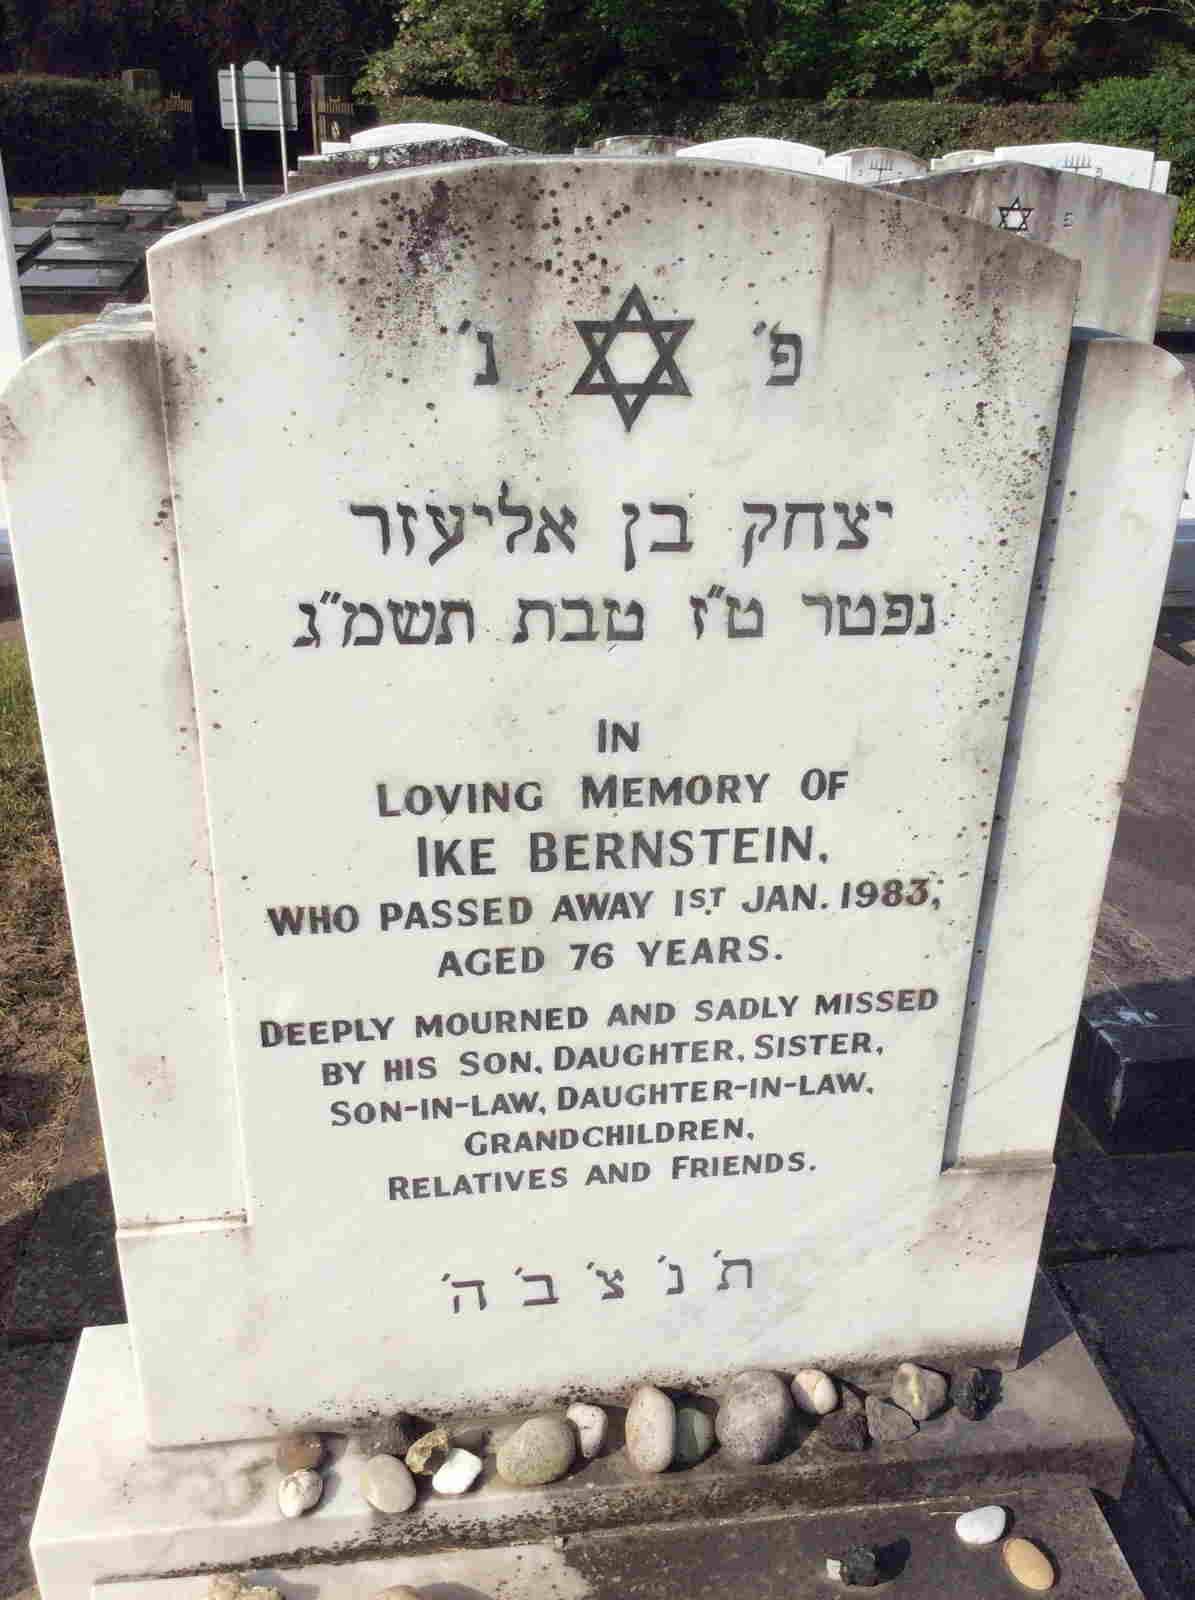 פ' נ'
יצחק בן אליעזר
נפטר ט"ז טבת תשמ"ג
IN
LOVING MEMORY OF
IKE BERNSTEIN,
WHO PASSED AWAY 1ST JAN. 1983,
AGED 76 YEARS.
DEEPLY MOURNED AND SADLY MISSED
BY HIS SON, DAUGHTER, SISTER,
SON-IN-LAW, DAUGHTER-IN-LAW,
GRANDCHILDREN,
RELATIVES AND FRIENDS.
ת' נ' צ' ב' ה'